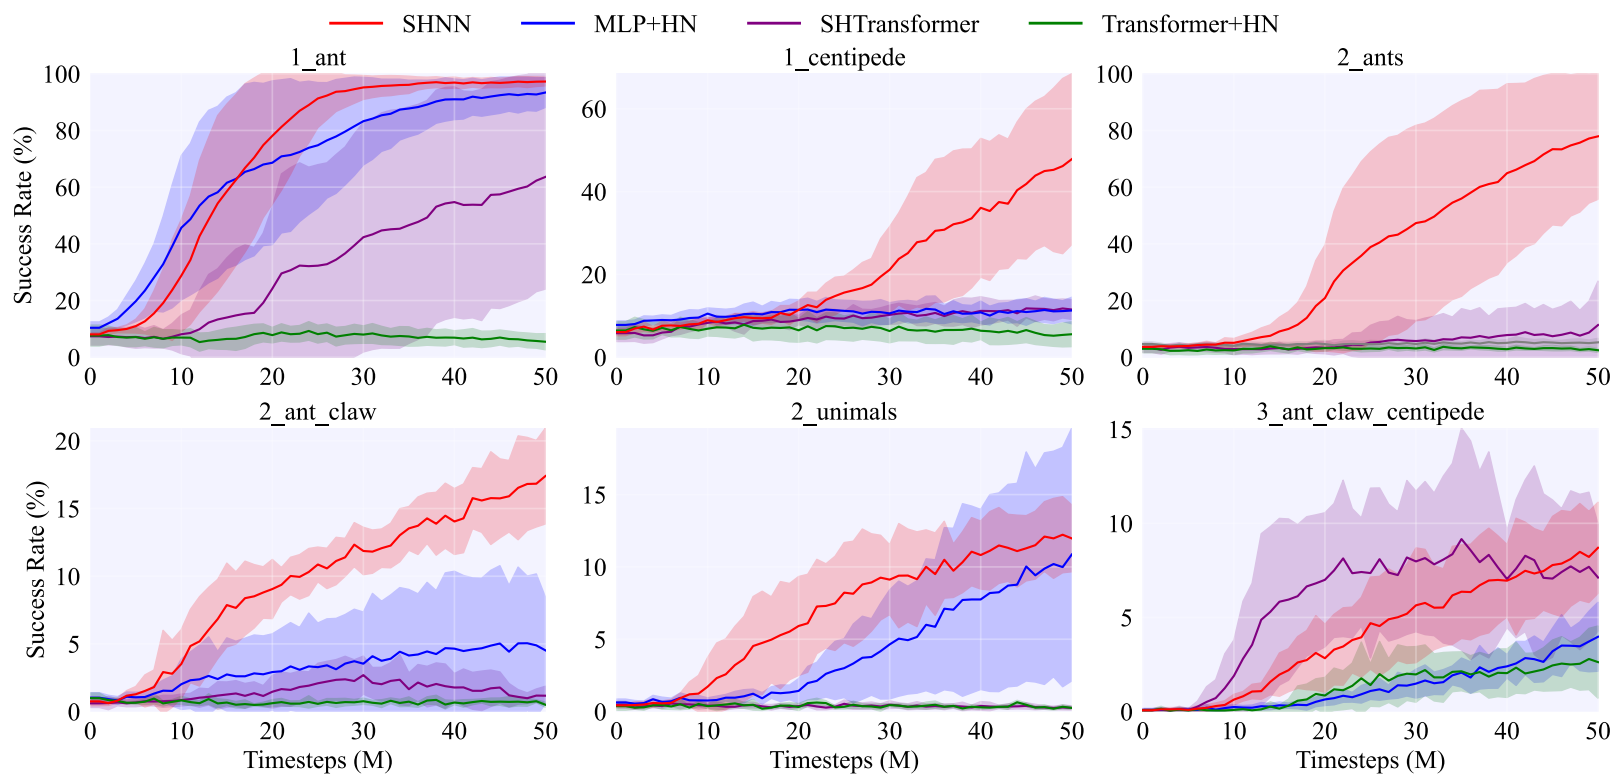 SHNN MLP+HN SHTransformer Transformer+HN
1_ant 1_centipede 2_ants
Success Rate (%)
100
80
60
40
20
0
0 10 20 30 40 50
60
40
20
0
0 10 20 30 40 50
100
80
60
40
20
0
0 10 20 30 40 50
2_ant_claw 2_unimals 3_ant_claw_centipede
Success Rate (%)
20
15
10
5
0
0 10 20 30 40 50
Timesteps (M)
15
10
5
0
0 10 20 30 40 50
Timesteps (M)
15
10
5
0
0 10 20 30 40 50
Timesteps (M)